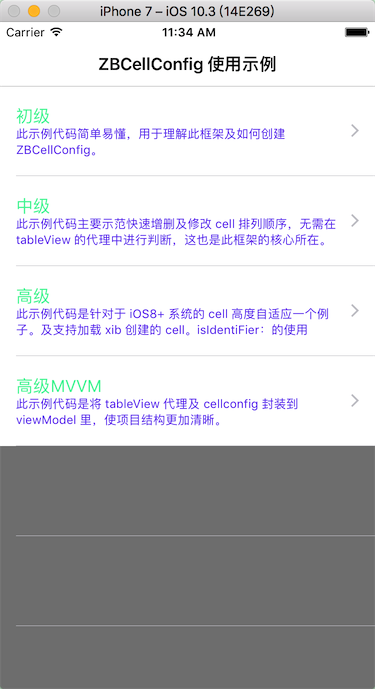 iPhone 7 – iOS 10.3 (14E269)
Carrier 11:34 AM
ZBCellConfig 使用示例
初级
此示例代码简单易懂，用于理解此框架及如何创建
ZBCellConfig。
中级
此示例代码主要示范快速增删及修改 cell 排列顺序，无需在
tableView 的代理中进行判断，这也是此框架的核心所在。
高级
此示例代码是针对于 iOS8+ 系统的 cell 高度自适应一个例
子。及支持加载 xib 创建的 cell。isIdentiFier：的使用
高级MVVM
此示例代码是将 tableView 代理及 cellconfig 封装到
viewModel 里，使项目结构更加清晰。